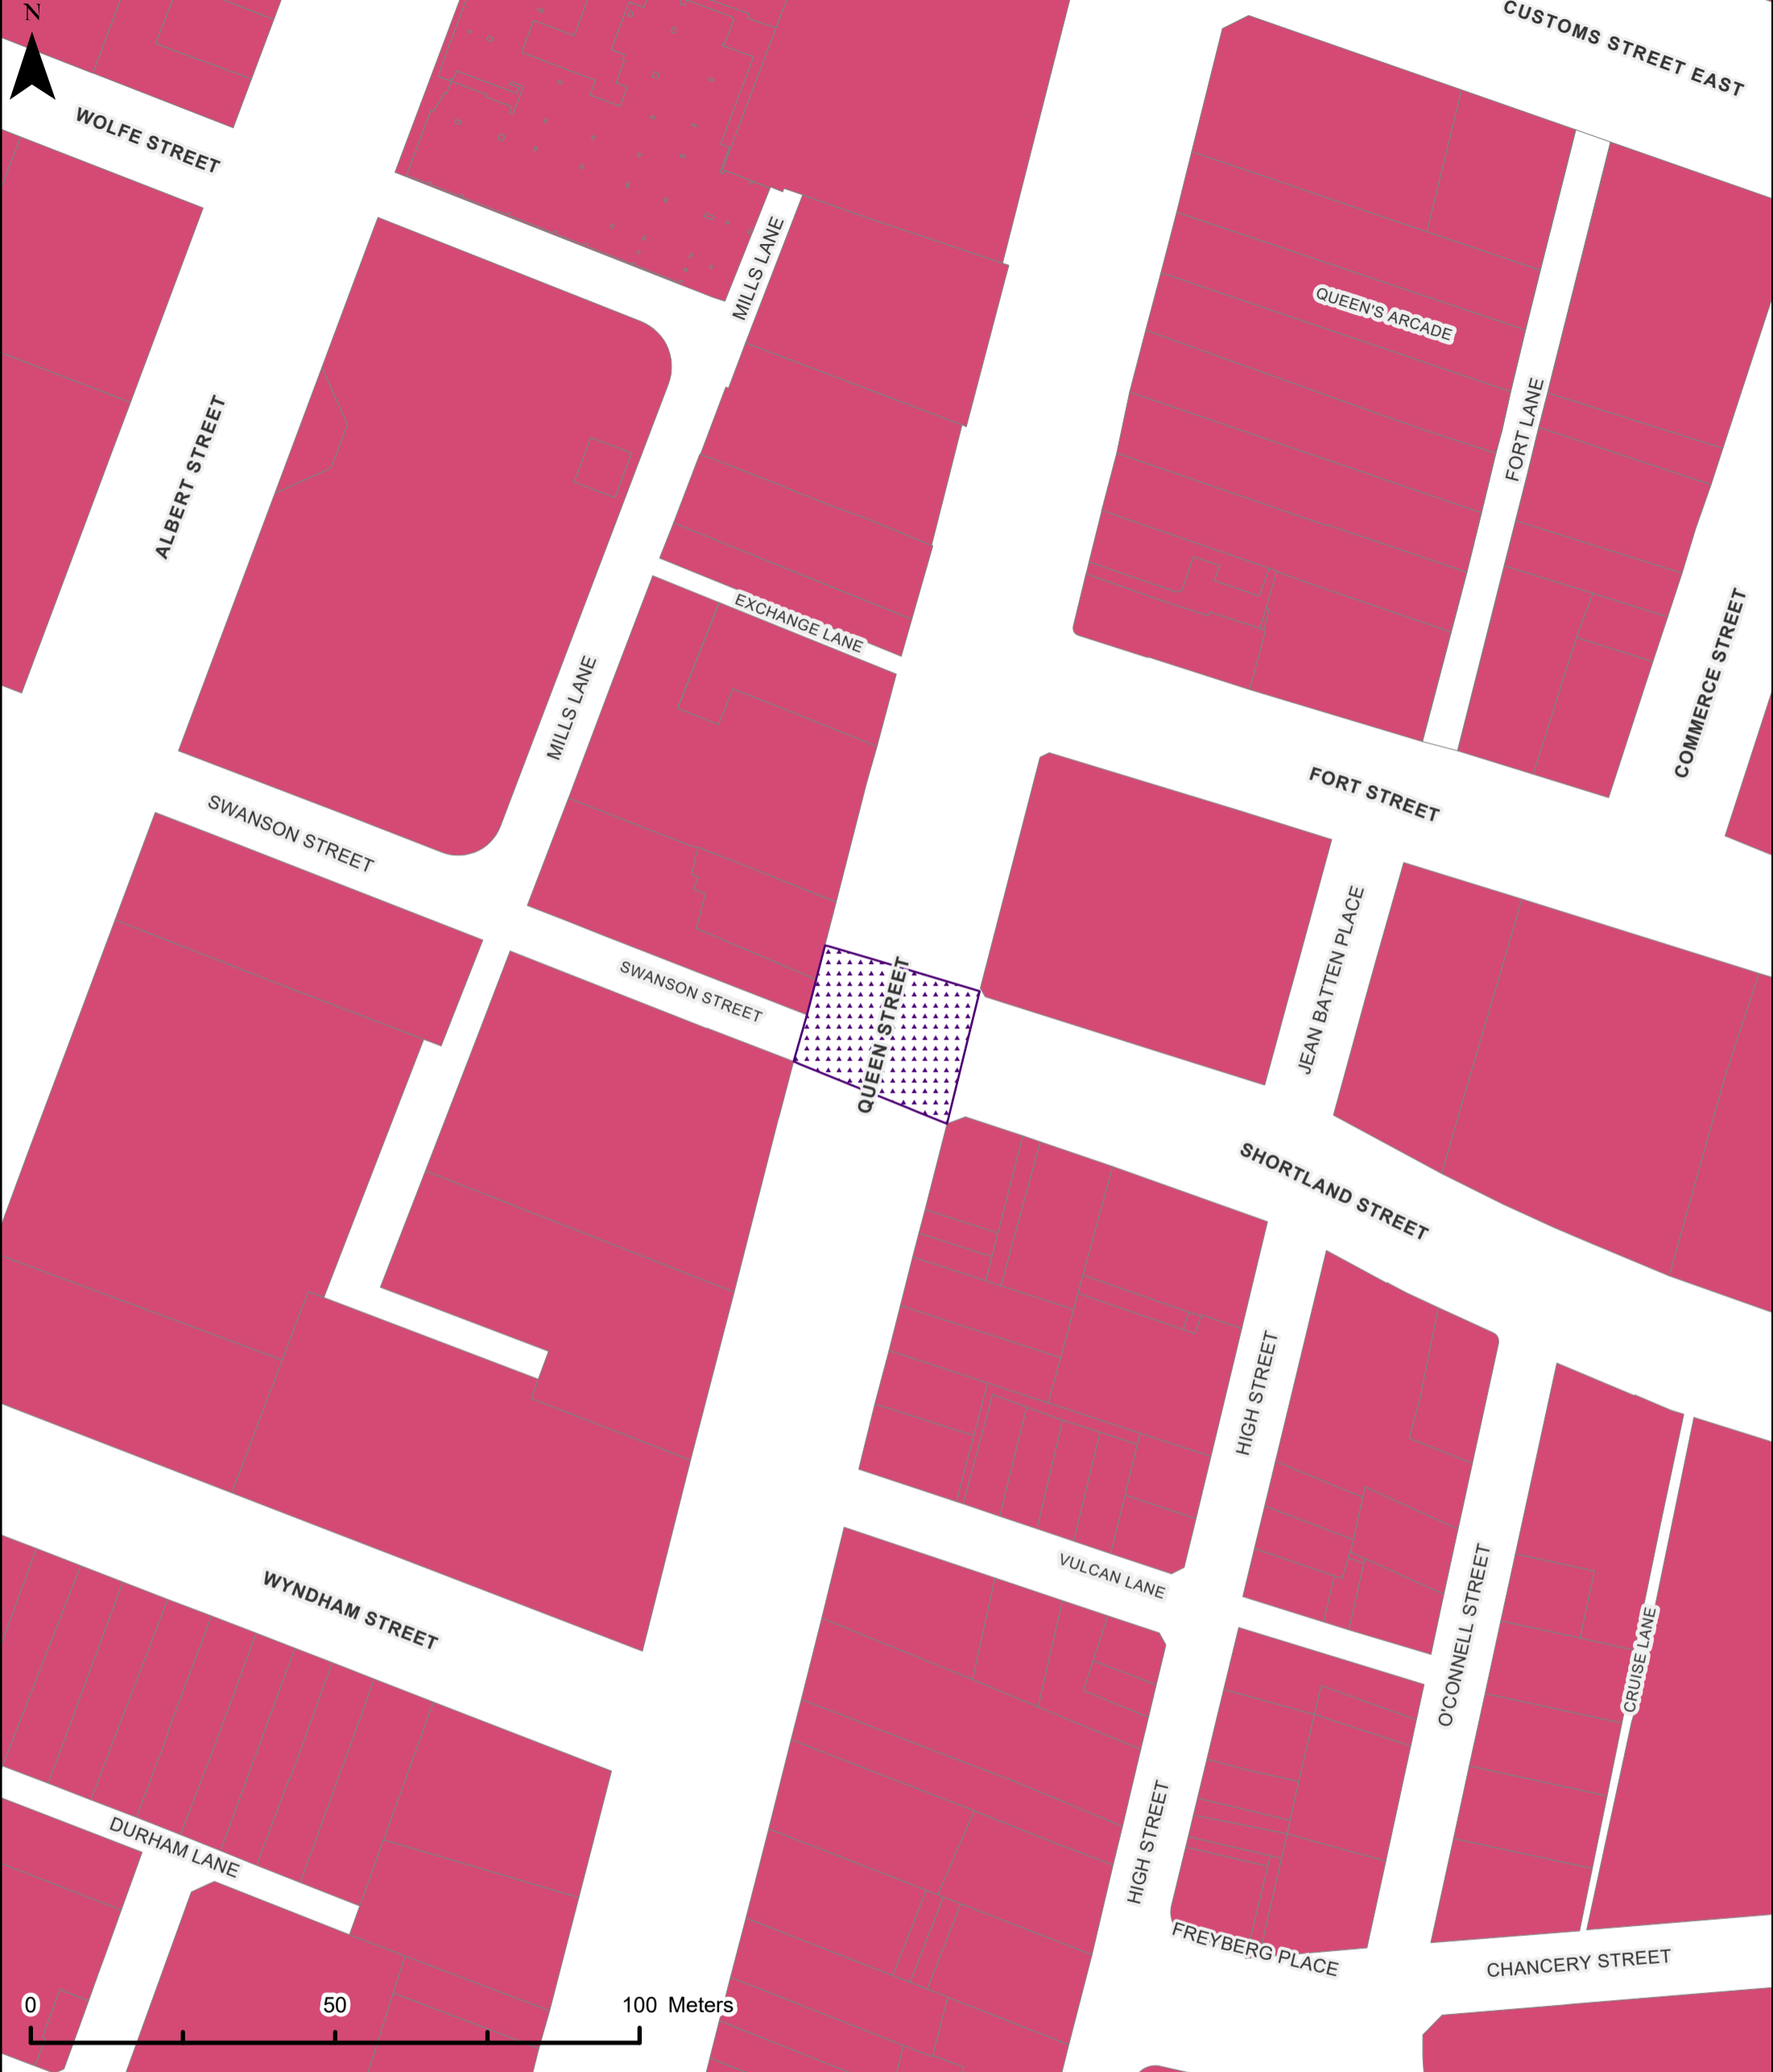 N
CUSTOMS STREET EAST
WOLFE STREET
MILLS LANE
QUEEN'S ARCADE
FORT LANE
ALBERT STREET
EXCHANGE LANE
COMMERCE STREET
MILLS LANE
FORT STREET
SWANSON STREET
JEAN BATTEN PLACE
SWANSON STREET
QUEEN STREET
SHORTLAND STREET
HIGH STREET
VULCAN LANE
WYNDHAM STREET
O'CONNELL STREET
CRUISE LANE
DURHAM LANE
HIGH STREET
FREYBERG PLACE
CHANCERY STREET
0 50 100 Meters